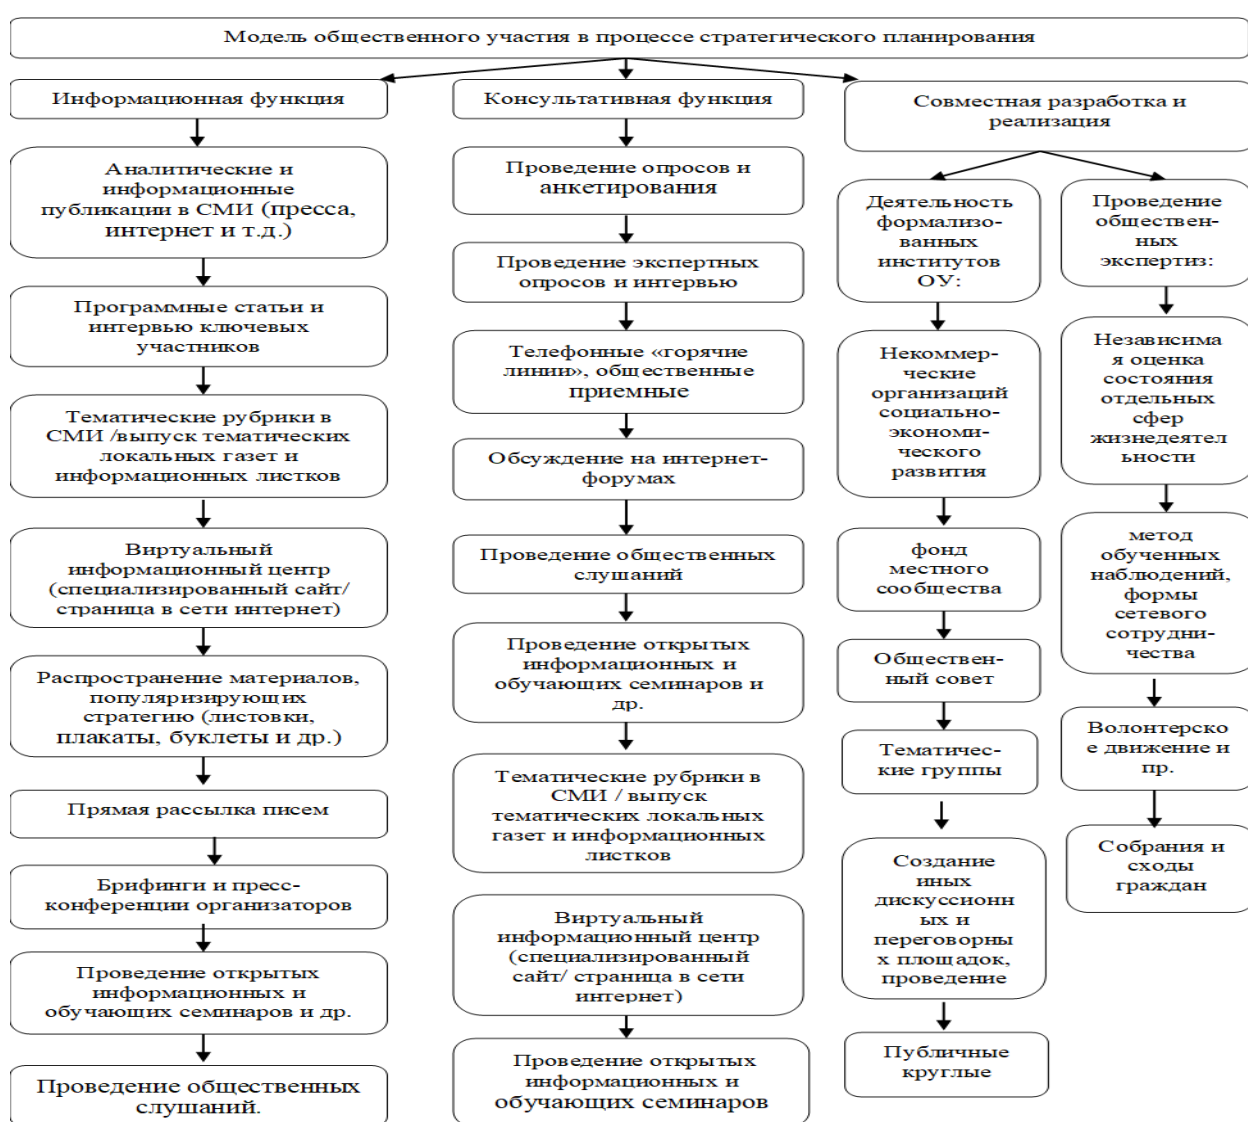 Модель общественного участия в процессе стратегического планирования
Информационная функция
Аналитические и
информационные
публикации в СМИ (пресса,
интернет и т.д.)
Программные статьи и
интервью ключевых
участников
Тематические рубрики в
СМИ /выпуск тематических
локальных газет и
информационных листков
Виртуальный
информационный центр
(специализированный сайт/
страница в сети интернет)
Распространение материалов,
популяризирующих
стратегию (листовки,
плакаты, буклеты и др.)
Прямая рассылка писем
Брифинги и пресс-
конференции организаторов
Проведение открытых
информационных и
обучающих семинаров и др.
Проведение общественных
слушаний.
Консультативная функция
Проведение опросов и
анкетирования
Проведение экспертных
опросов и интервью
Телефонные «горячие
линии», общественные
приемные
Обсуждение на интернет-
форумах
Проведение общественных
слушаний
Проведение открытых
информационных и
обучающих семинаров и
др.
Тематические рубрики в
СМИ / выпуск
тематических локальных
газет и информационных
листков
Виртуальный
информационный центр
(специализированный
сайт/ страница в сети
интернет)
Проведение открытых
информационных и
обучающих семинаров
Совместная разработка и
реализация
Деятельность
формализо-
ванных
институтов
ОУ:
Некоммер-
ческие
организаций
социально-
экономи-
ческого
развития
фонд
местного
сообщества
Обществен-
ный совет
Тематичес-
кие группы
Создание
иных
дискуссионн
ых и
переговорны
х площадок,
проведение
Публичные
круглые
Проведение
обществен-
ных
экспертиз:
Независима
я оценка
состояния
отдельных
сфер
жизнедеятел
ьности
метод
обученных
наблюдений,
формы
сетевого
сотрудни-
чества
Волонтерско
е движение и
пр.
Собрания и
сходы
граждан